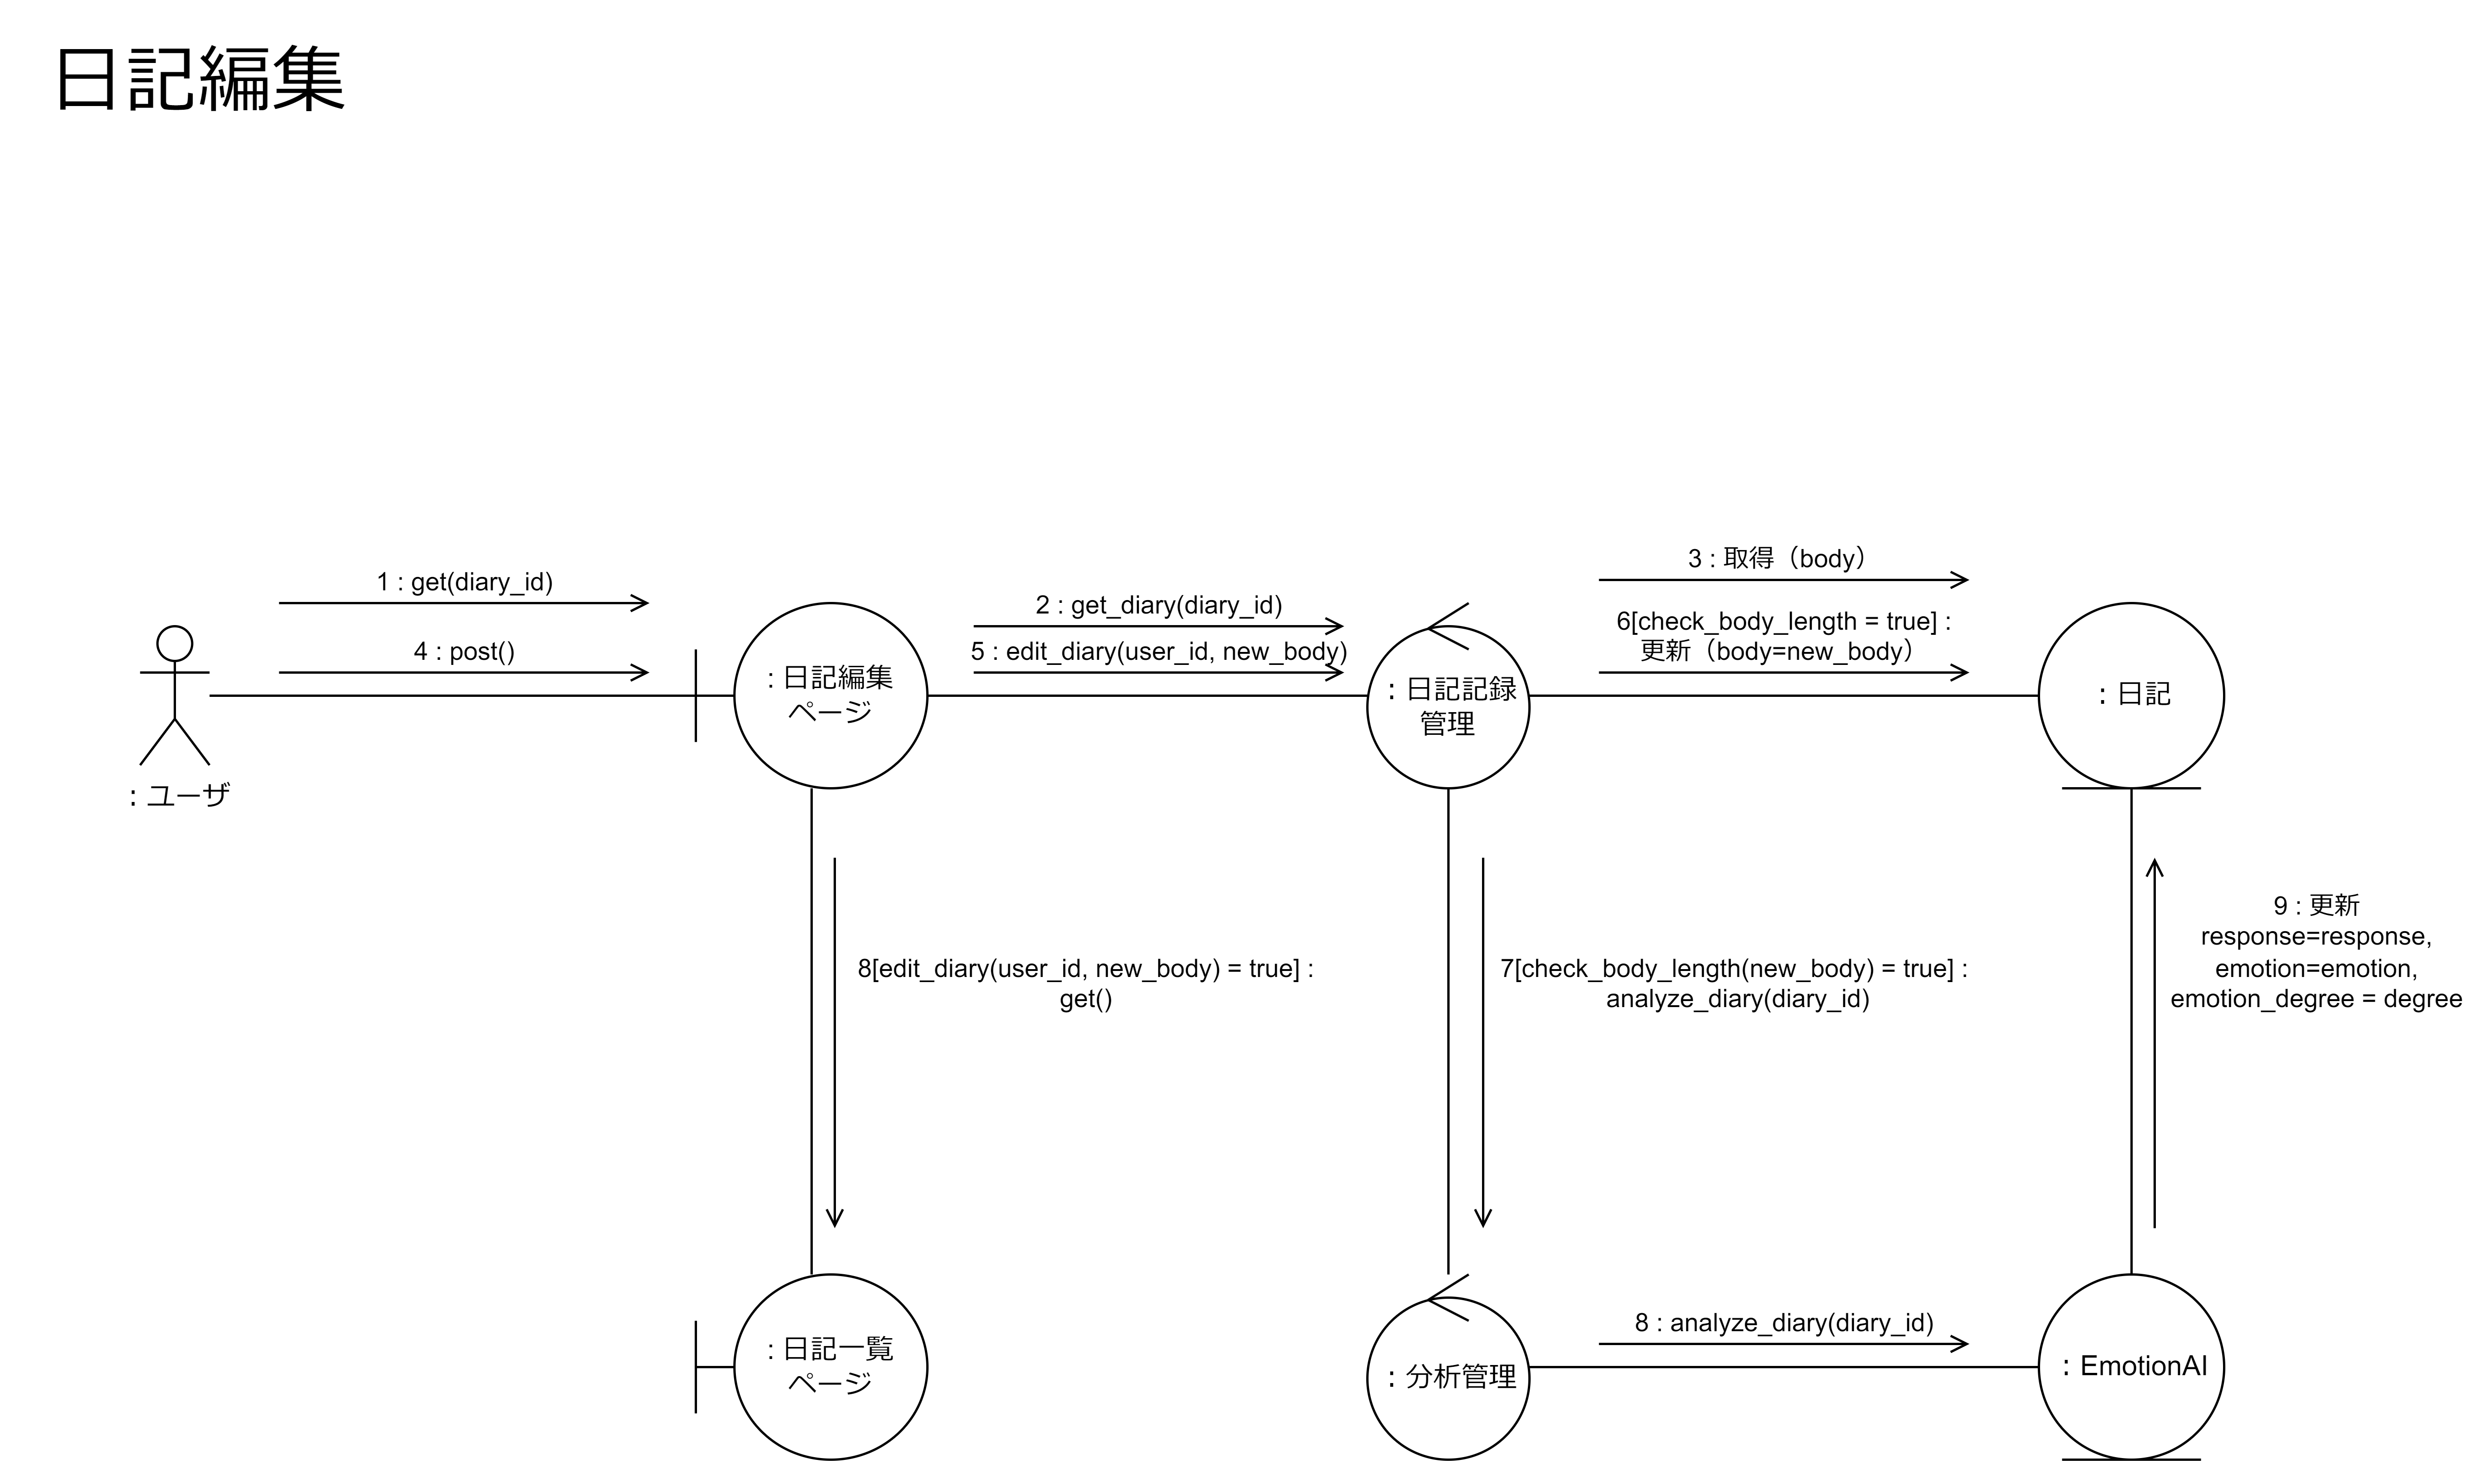 日記編集
1 : get(diary_id)
4 : post()
: ユーザ
: 日記編集
ページ
2 : get_diary(diary_id)
5 : edit_diary(user_id, new_body)
: 日記記録
管理
3 : 取得（body）
6[check_body_length = true] :
更新（body=new_body）
: 日記
8[edit_diary(user_id, new_body) = true] :
get()
7[check_body_length(new_body) = true] :
analyze_diary(diary_id)
9 : 更新
response=response,
emotion=emotion,
emotion_degree = degree
: 日記一覧
ページ
: 分析管理
8 : analyze_diary(diary_id)
: EmotionAI